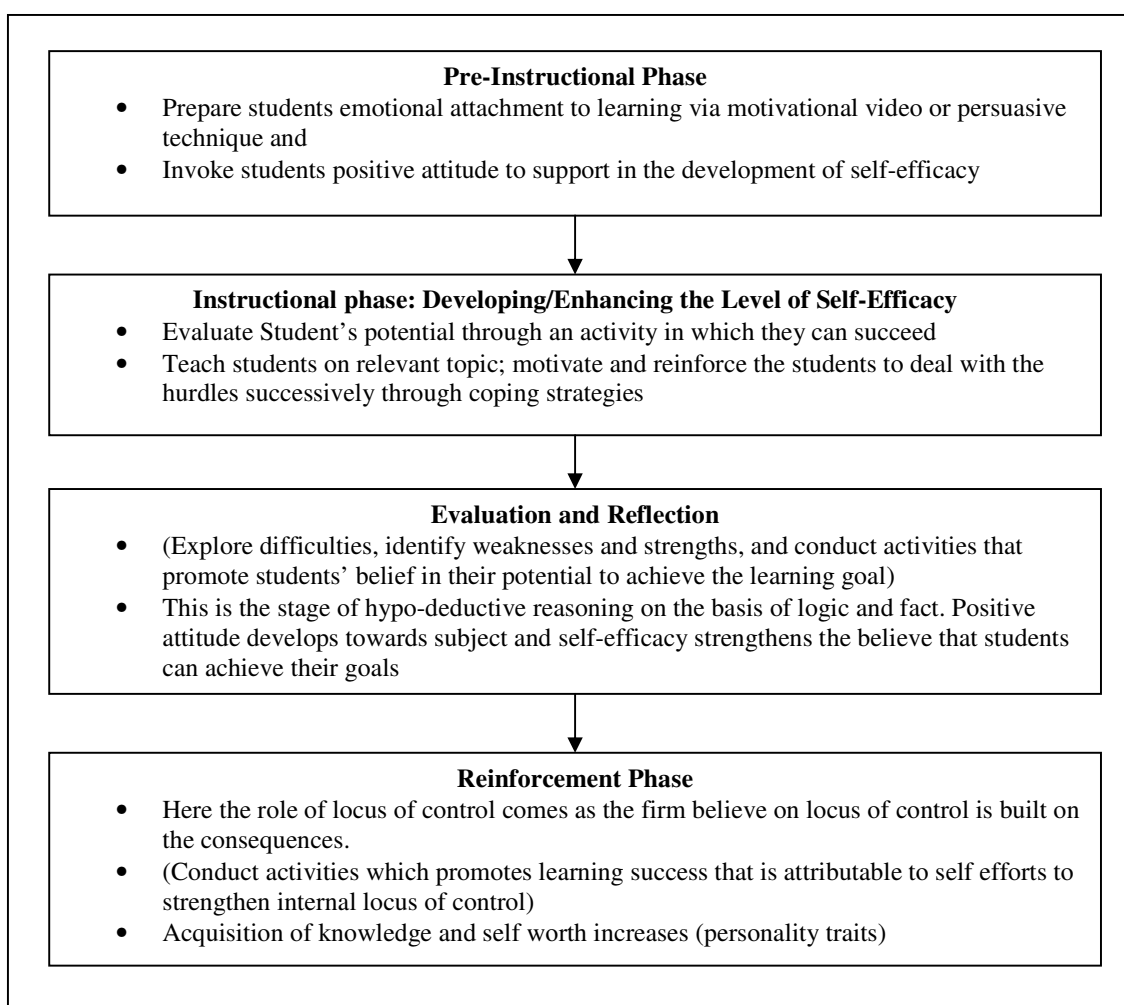 Pre-Instructional Phase
• Prepare students emotional attachment to learning via motivational video or persuasive
technique and
• Invoke students positive attitude to support in the development of self-efficacy
Instructional phase: Developing/Enhancing the Level of Self-Efficacy
• Evaluate Student’s potential through an activity in which they can succeed
• Teach students on relevant topic; motivate and reinforce the students to deal with the
hurdles successively through coping strategies
Evaluation and Reflection
• (Explore difficulties, identify weaknesses and strengths, and conduct activities that
promote students’ belief in their potential to achieve the learning goal)
• This is the stage of hypo-deductive reasoning on the basis of logic and fact. Positive
attitude develops towards subject and self-efficacy strengthens the believe that students
can achieve their goals
Reinforcement Phase
• Here the role of locus of control comes as the firm believe on locus of control is built on
the consequences.
• (Conduct activities which promotes learning success that is attributable to self efforts to
strengthen internal locus of control)
• Acquisition of knowledge and self worth increases (personality traits)